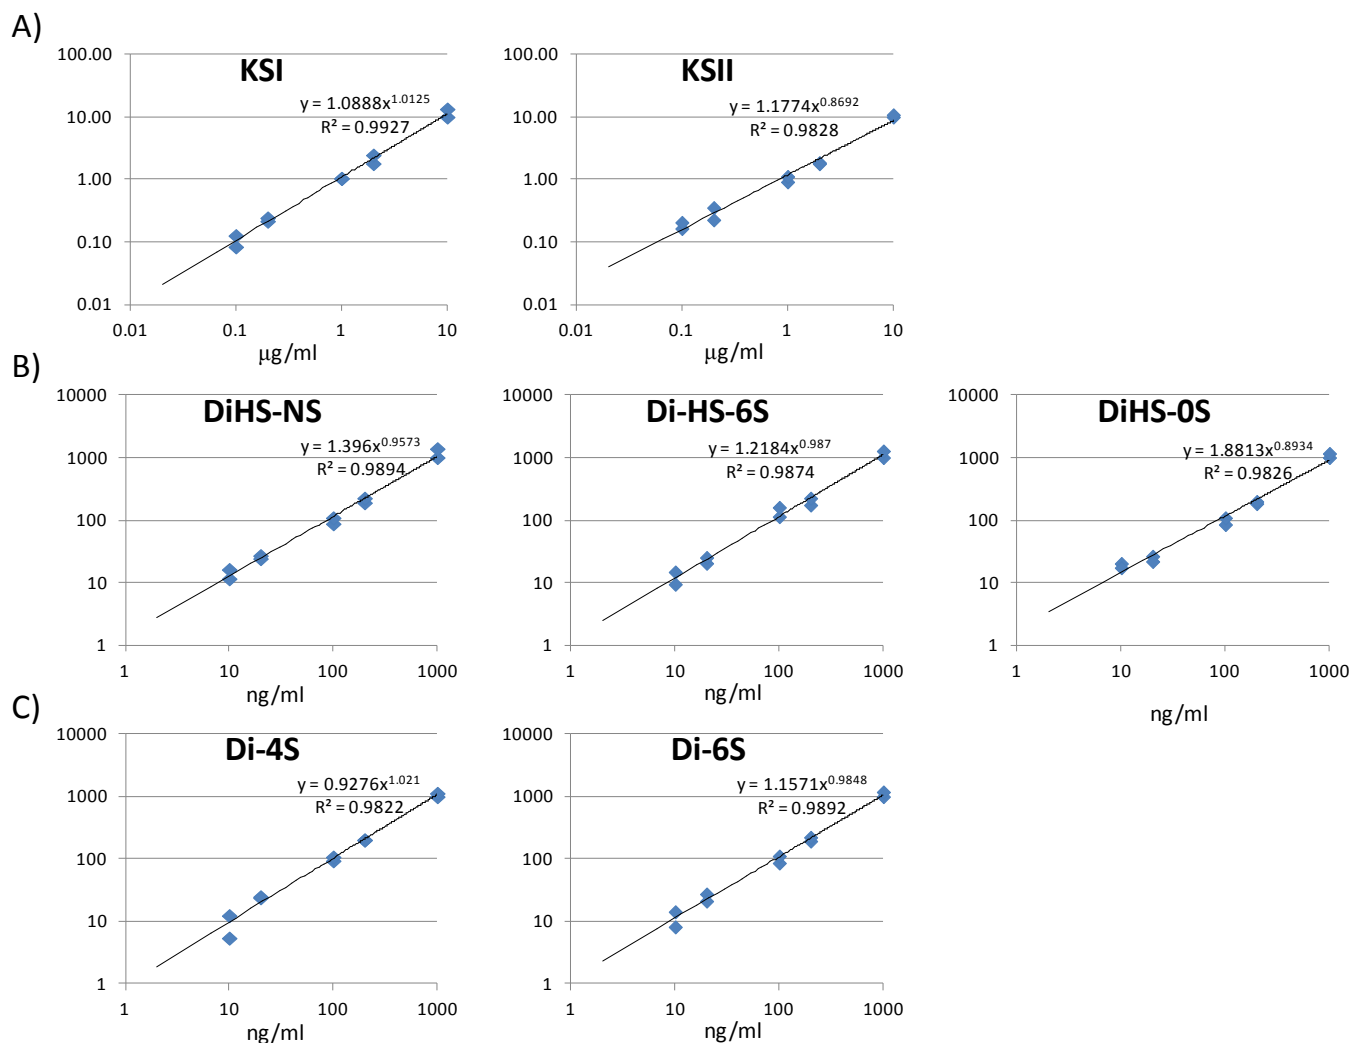 A)
KSI
y = 1.0888x^1.0125
R² = 0.9927
100.00
10.00
1.00
0.10
0.01
0.01 0.1 1 10
µg/ml
KSII
y = 1.1774x^0.8692
R² = 0.9828
100.00
10.00
1.00
0.10
0.01
0.01 0.1 1 10
µg/ml
B)
DiHS-NS
y = 1.396x^0.9573
R² = 0.9894
10000
1000
100
10
1
1 10 100 1000
ng/ml
Di-HS-6S
y = 1.2184x^0.987
R² = 0.9874
10000
1000
100
10
1
1 10 100 1000
ng/ml
DiHS-0S
y = 1.8813x^0.8934
R² = 0.9826
10000
1000
100
10
1
1 10 100 1000
ng/ml
C)
Di-4S
y = 0.9276x^1.021
R² = 0.9822
10000
1000
100
10
1
1 10 100 1000
ng/ml
Di-6S
y = 1.1571x^0.9848
R² = 0.9892
10000
1000
100
10
1
1 10 100 1000
ng/ml